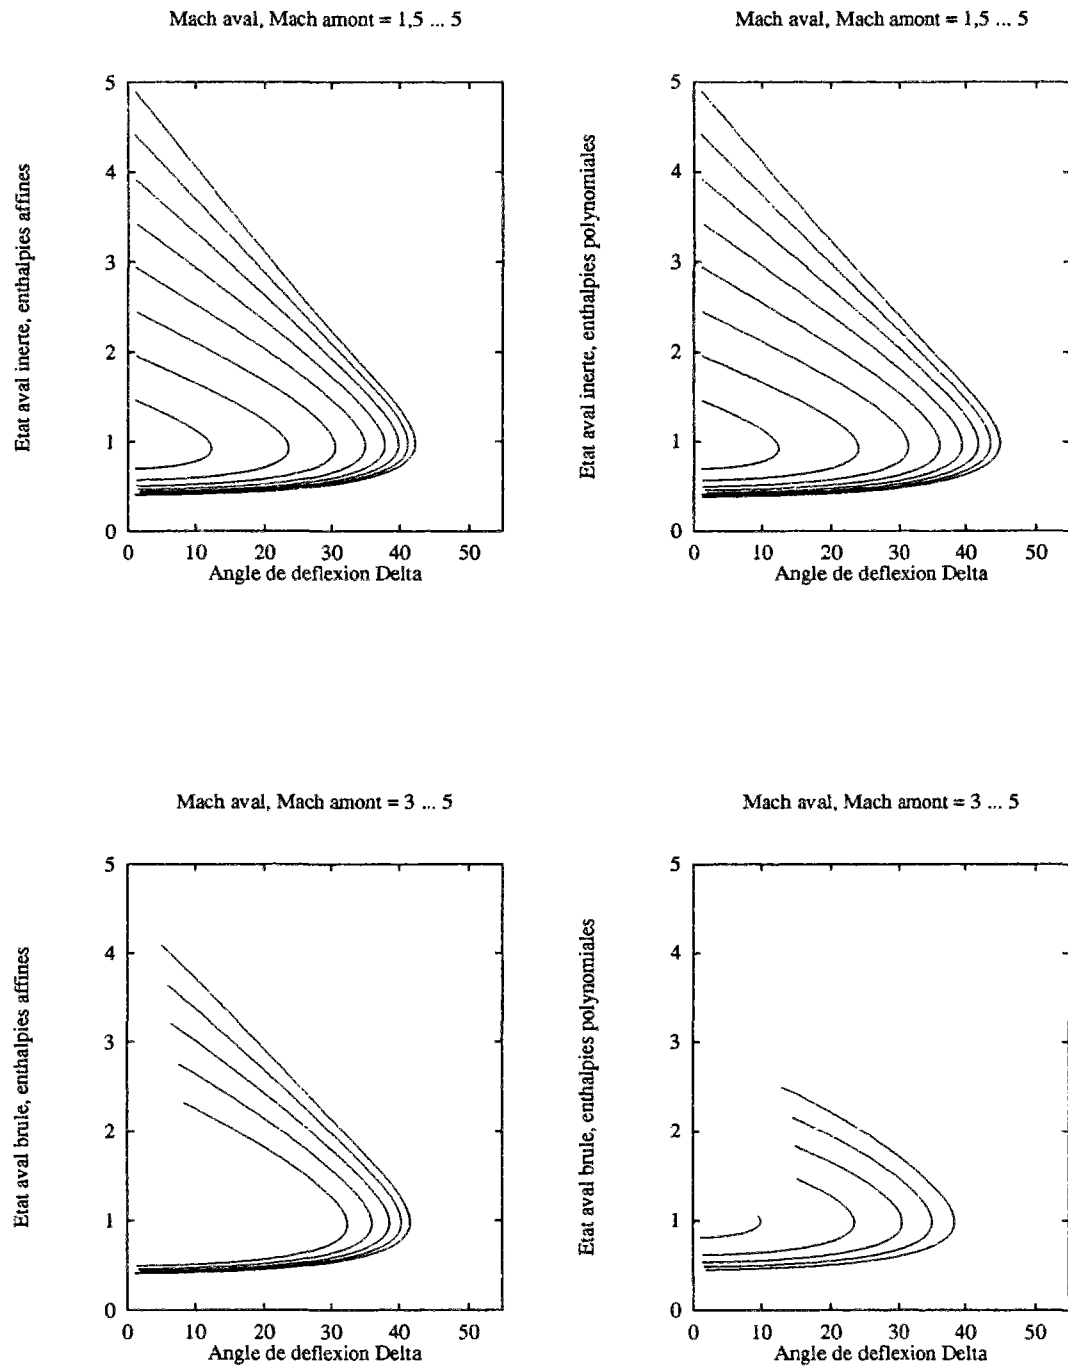 Mach aval, Mach amont = 1,5 ... 5
Etat aval inerte, enthalpies affines
5
4
3
2
1
0
0 10 20 30 40 50
Angle de deflexion Delta
Mach aval, Mach amont = 1,5 ... 5
Etat aval inerte, enthalpies polynomiales
5
4
3
2
1
0
0 10 20 30 40 50
Angle de deflexion Delta
Mach aval, Mach amont = 3 ... 5
Etat aval brule, enthalpies affines
5
4
3
2
1
0
0 10 20 30 40 50
Angle de deflexion Delta
Mach aval, Mach amont = 3 ... 5
Etat aval brule, enthalpies polynomiales
5
4
3
2
1
0
0 10 20 30 40 50
Angle de deflexion Delta